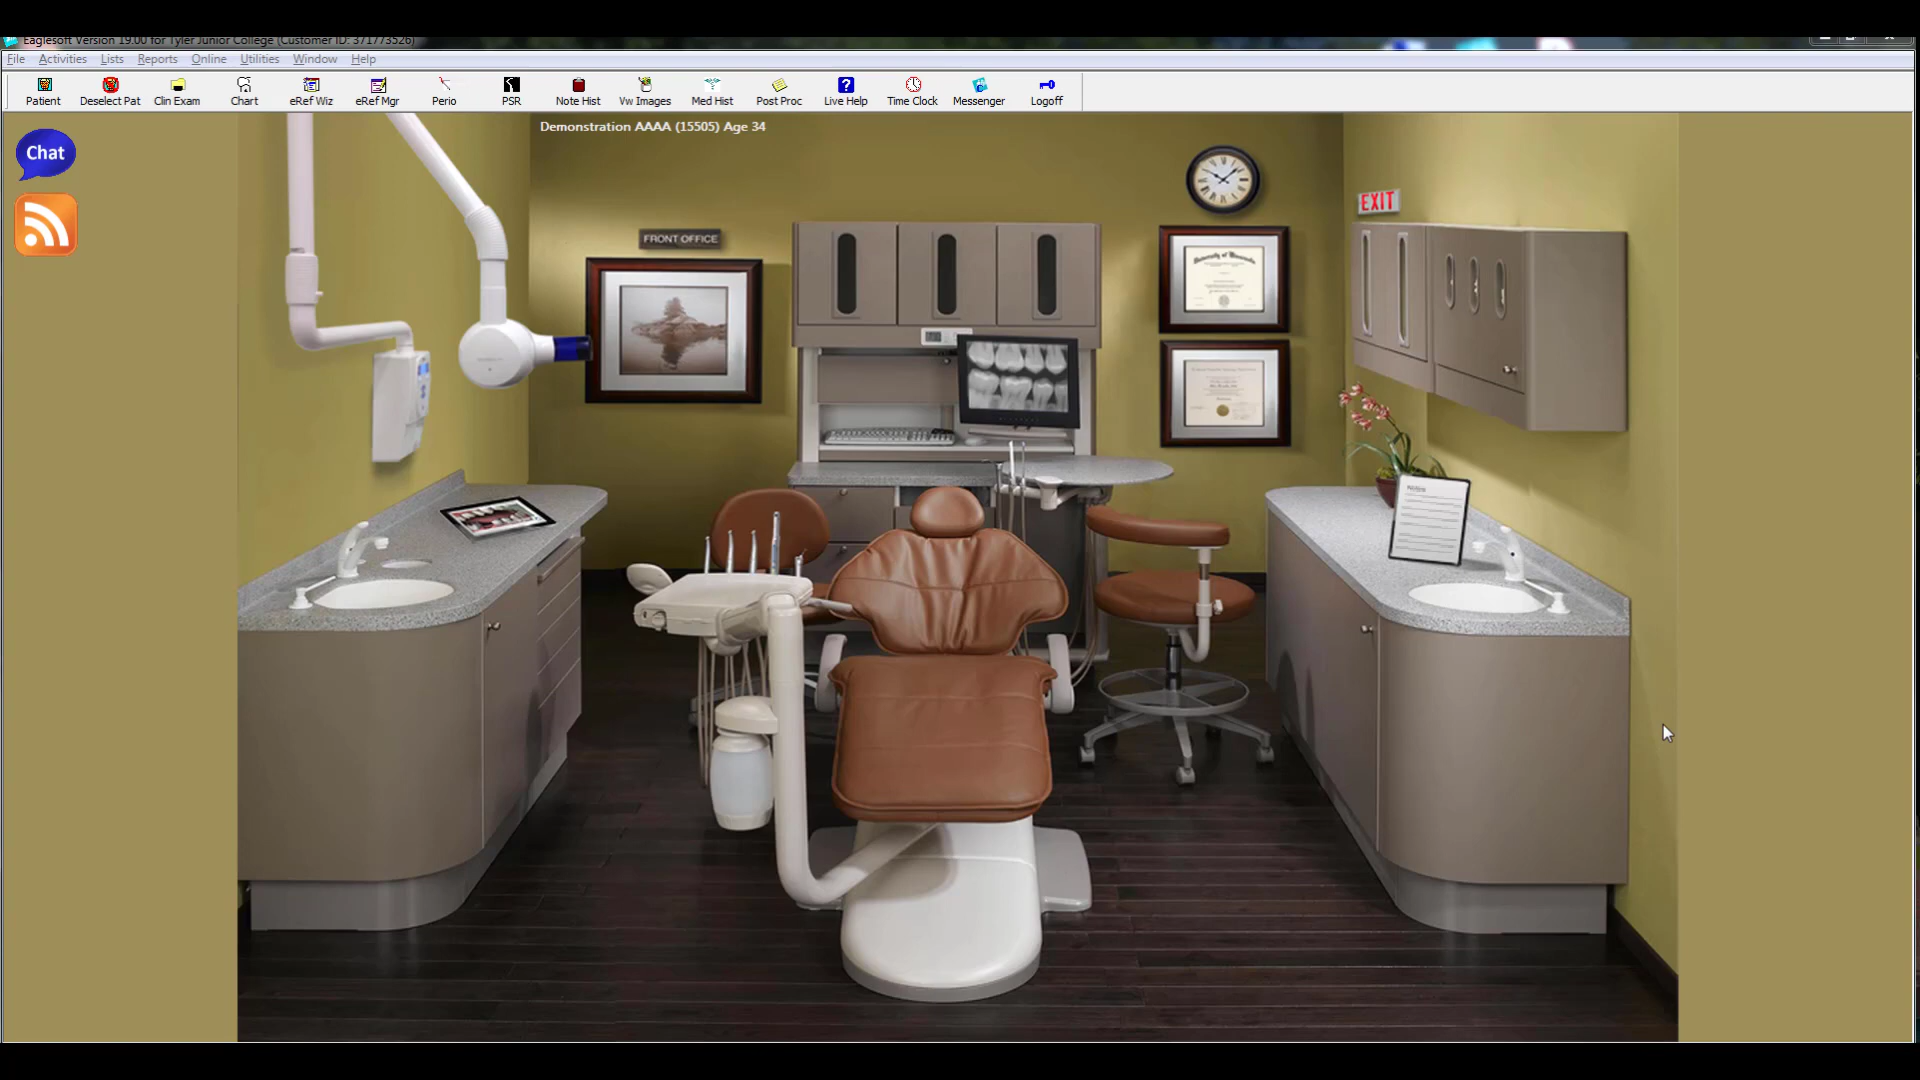 Eaglesoft Version 19.00 for Tyler Junior College (Customer ID: 371773526)
File Activities Lists Reports Online Utilities Window Help
Patient Deselect Pat Clin Exam Chart eRef Wiz eRef Mgr Perio PSR Note Hist Vw Images Med Hist Post Proc Live Help Time Clock Messenger Logoff
Demonstration AAAA (15505) Age 34
Chat
EXIT
FRONT OFFICE